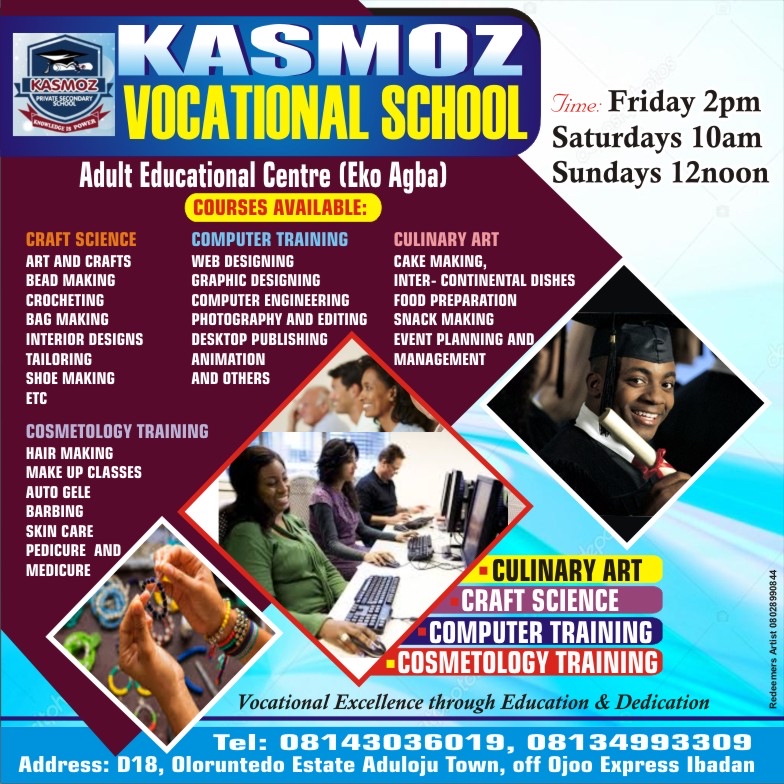 KASMOZ
VOCATIONAL SCHOOL
KASMOZ
PRIVATE SECONDARY
SCHOOL
KNOWLEDGE IS POWER
Time: Friday 2pm
Saturdays 10am
Sundays 12noon
Adult Educational Centre (Eko Agba)
COURSES AVAILABLE:
CRAFT SCIENCE
ART AND CRAFTS
BEAD MAKING
CROCHETING
BAG MAKING
INTERIOR DESIGNS
TAILORING
SHOE MAKING
ETC
COMPUTER TRAINING
WEB DESIGNING
GRAPHIC DESIGNING
COMPUTER ENGINEERING
PHOTOGRAPHY AND EDITING
DESKTOP PUBLISHING
ANIMATION
AND OTHERS
CULINARY ART
CAKE MAKING,
INTER- CONTINENTAL DISHES
FOOD PREPARATION
SNACK MAKING
EVENT PLANNING AND
MANAGEMENT
COSMETOLOGY TRAINING
HAIR MAKING
MAKE UP CLASSES
AUTO GELE
BARBING
SKIN CARE
PEDICURE AND
MEDICURE
CULINARY ART
CRAFT SCIENCE
COMPUTER TRAINING
COSMETOLOGY TRAINING
Vocational Excellence through Education & Dedication
Redeemers Artist 08028990844
Tel: 08143036019, 08134993309
Address: D18, Oloruntedo Estate Aduloju Town, off Ojoo Express Ibadan